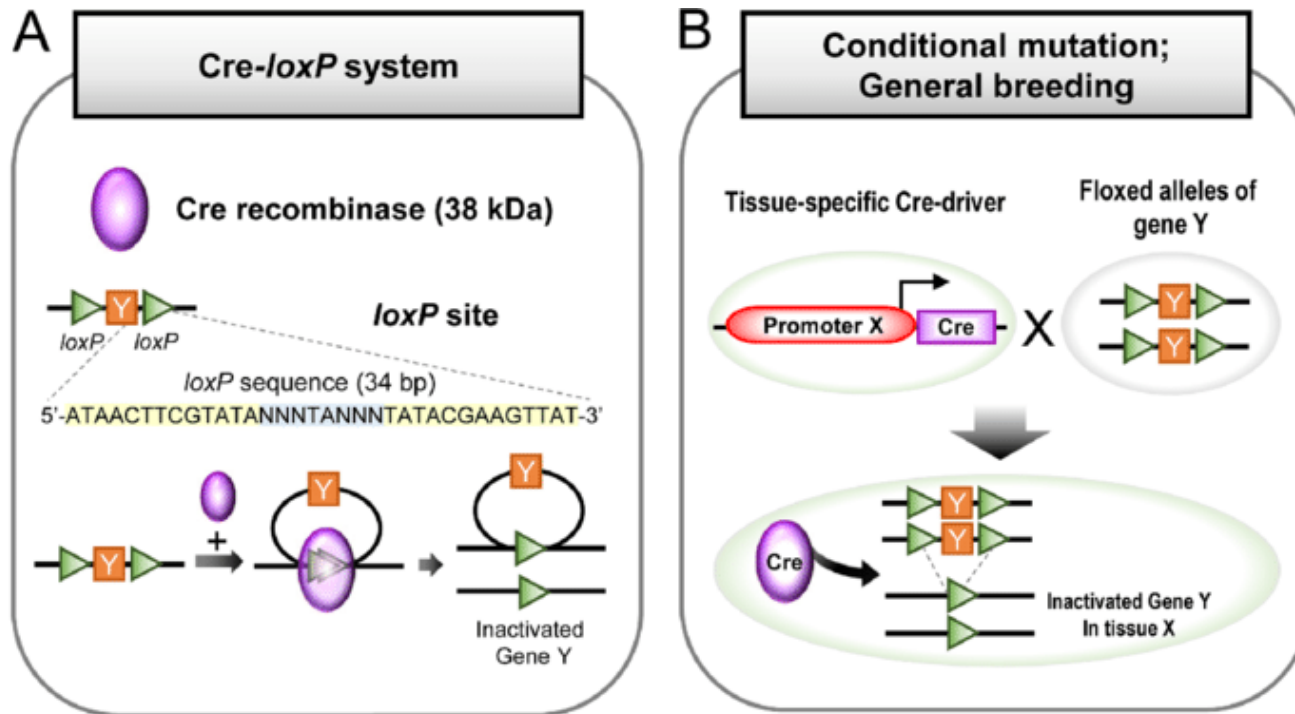 A
Cre-loxP system
Cre recombinase (38 kDa)
Y
loxP loxP
loxP site
loxP sequence (34 bp)
5'-ATAACTTCGTATANNNTANNNTATACGAAGTTAT-3'
Y
+
Y
Y
Inactivated
Gene Y
B
Conditional mutation;
General breeding
Tissue-specific Cre-driver
Floxed alleles of
gene Y
Promoter X Cre
X
Y
Y
Y
Y
Cre
Inactivated Gene Y
In tissue X